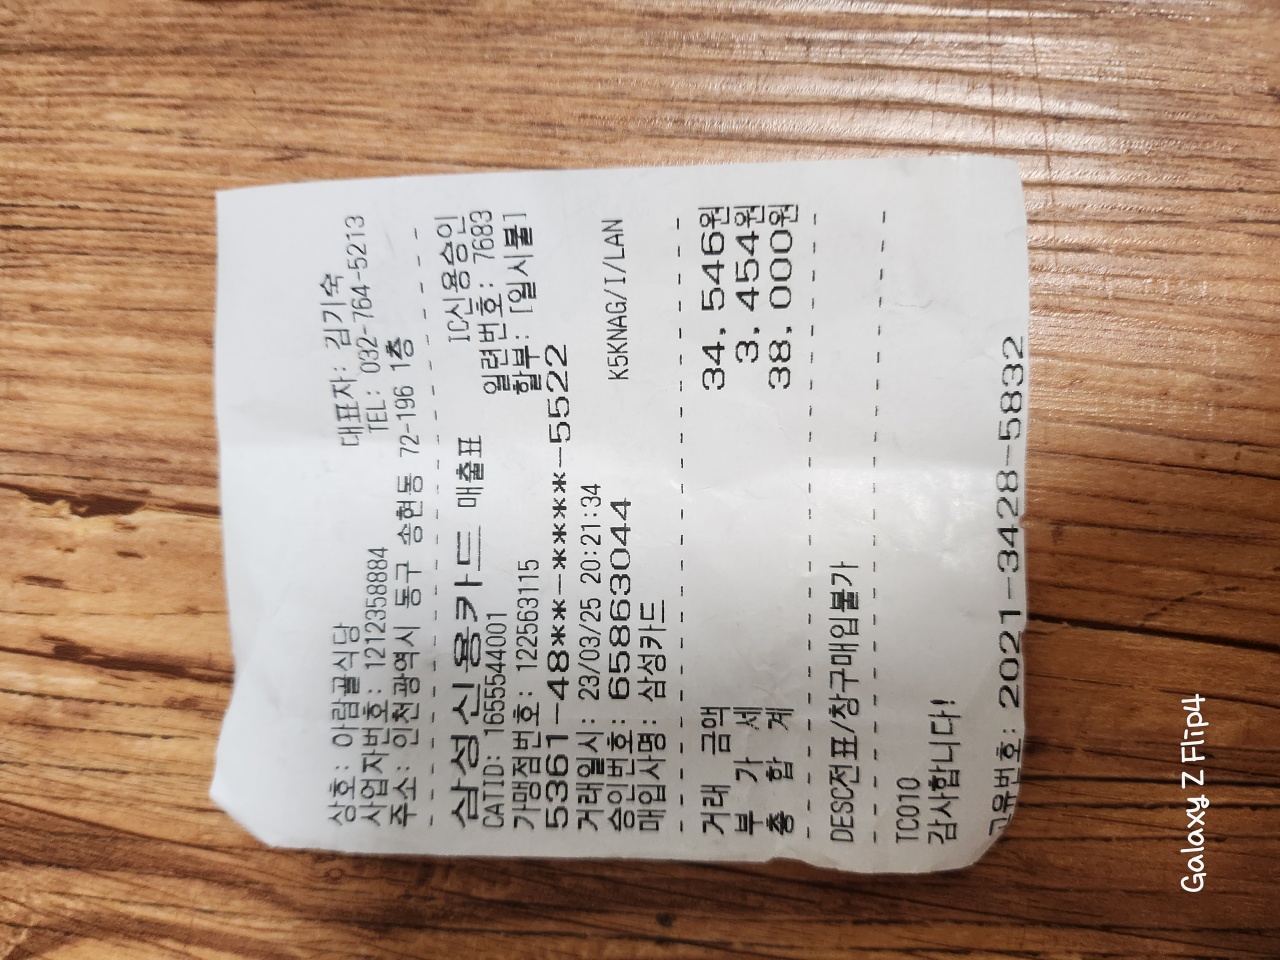 상호: 아람골식당 대표자: 김기숙
사업자번호: 1212358884 TEL: 032-764-5213
주소: 인천광역시 동구 송현동 72-196 1층
삼성신용카드 매출표 IC신용승인
CATID: 1655544001 일련번호: 7683
가맹점번호: 122563115 할부: [일시불]
5361-48**-****-5522
거래일시: 23/03/25 20:21:34
승인번호: 65863044 K5KNAG/I/LAN
매입사명: 삼성카드
거래 금액 34,546원
부 가 세 3,454원
총 합 계 38,000원
DESC전표/창구매입불가
TC010
감사합니다!
고유번호: 2021-3428-5832
Galaxy Z Flip4